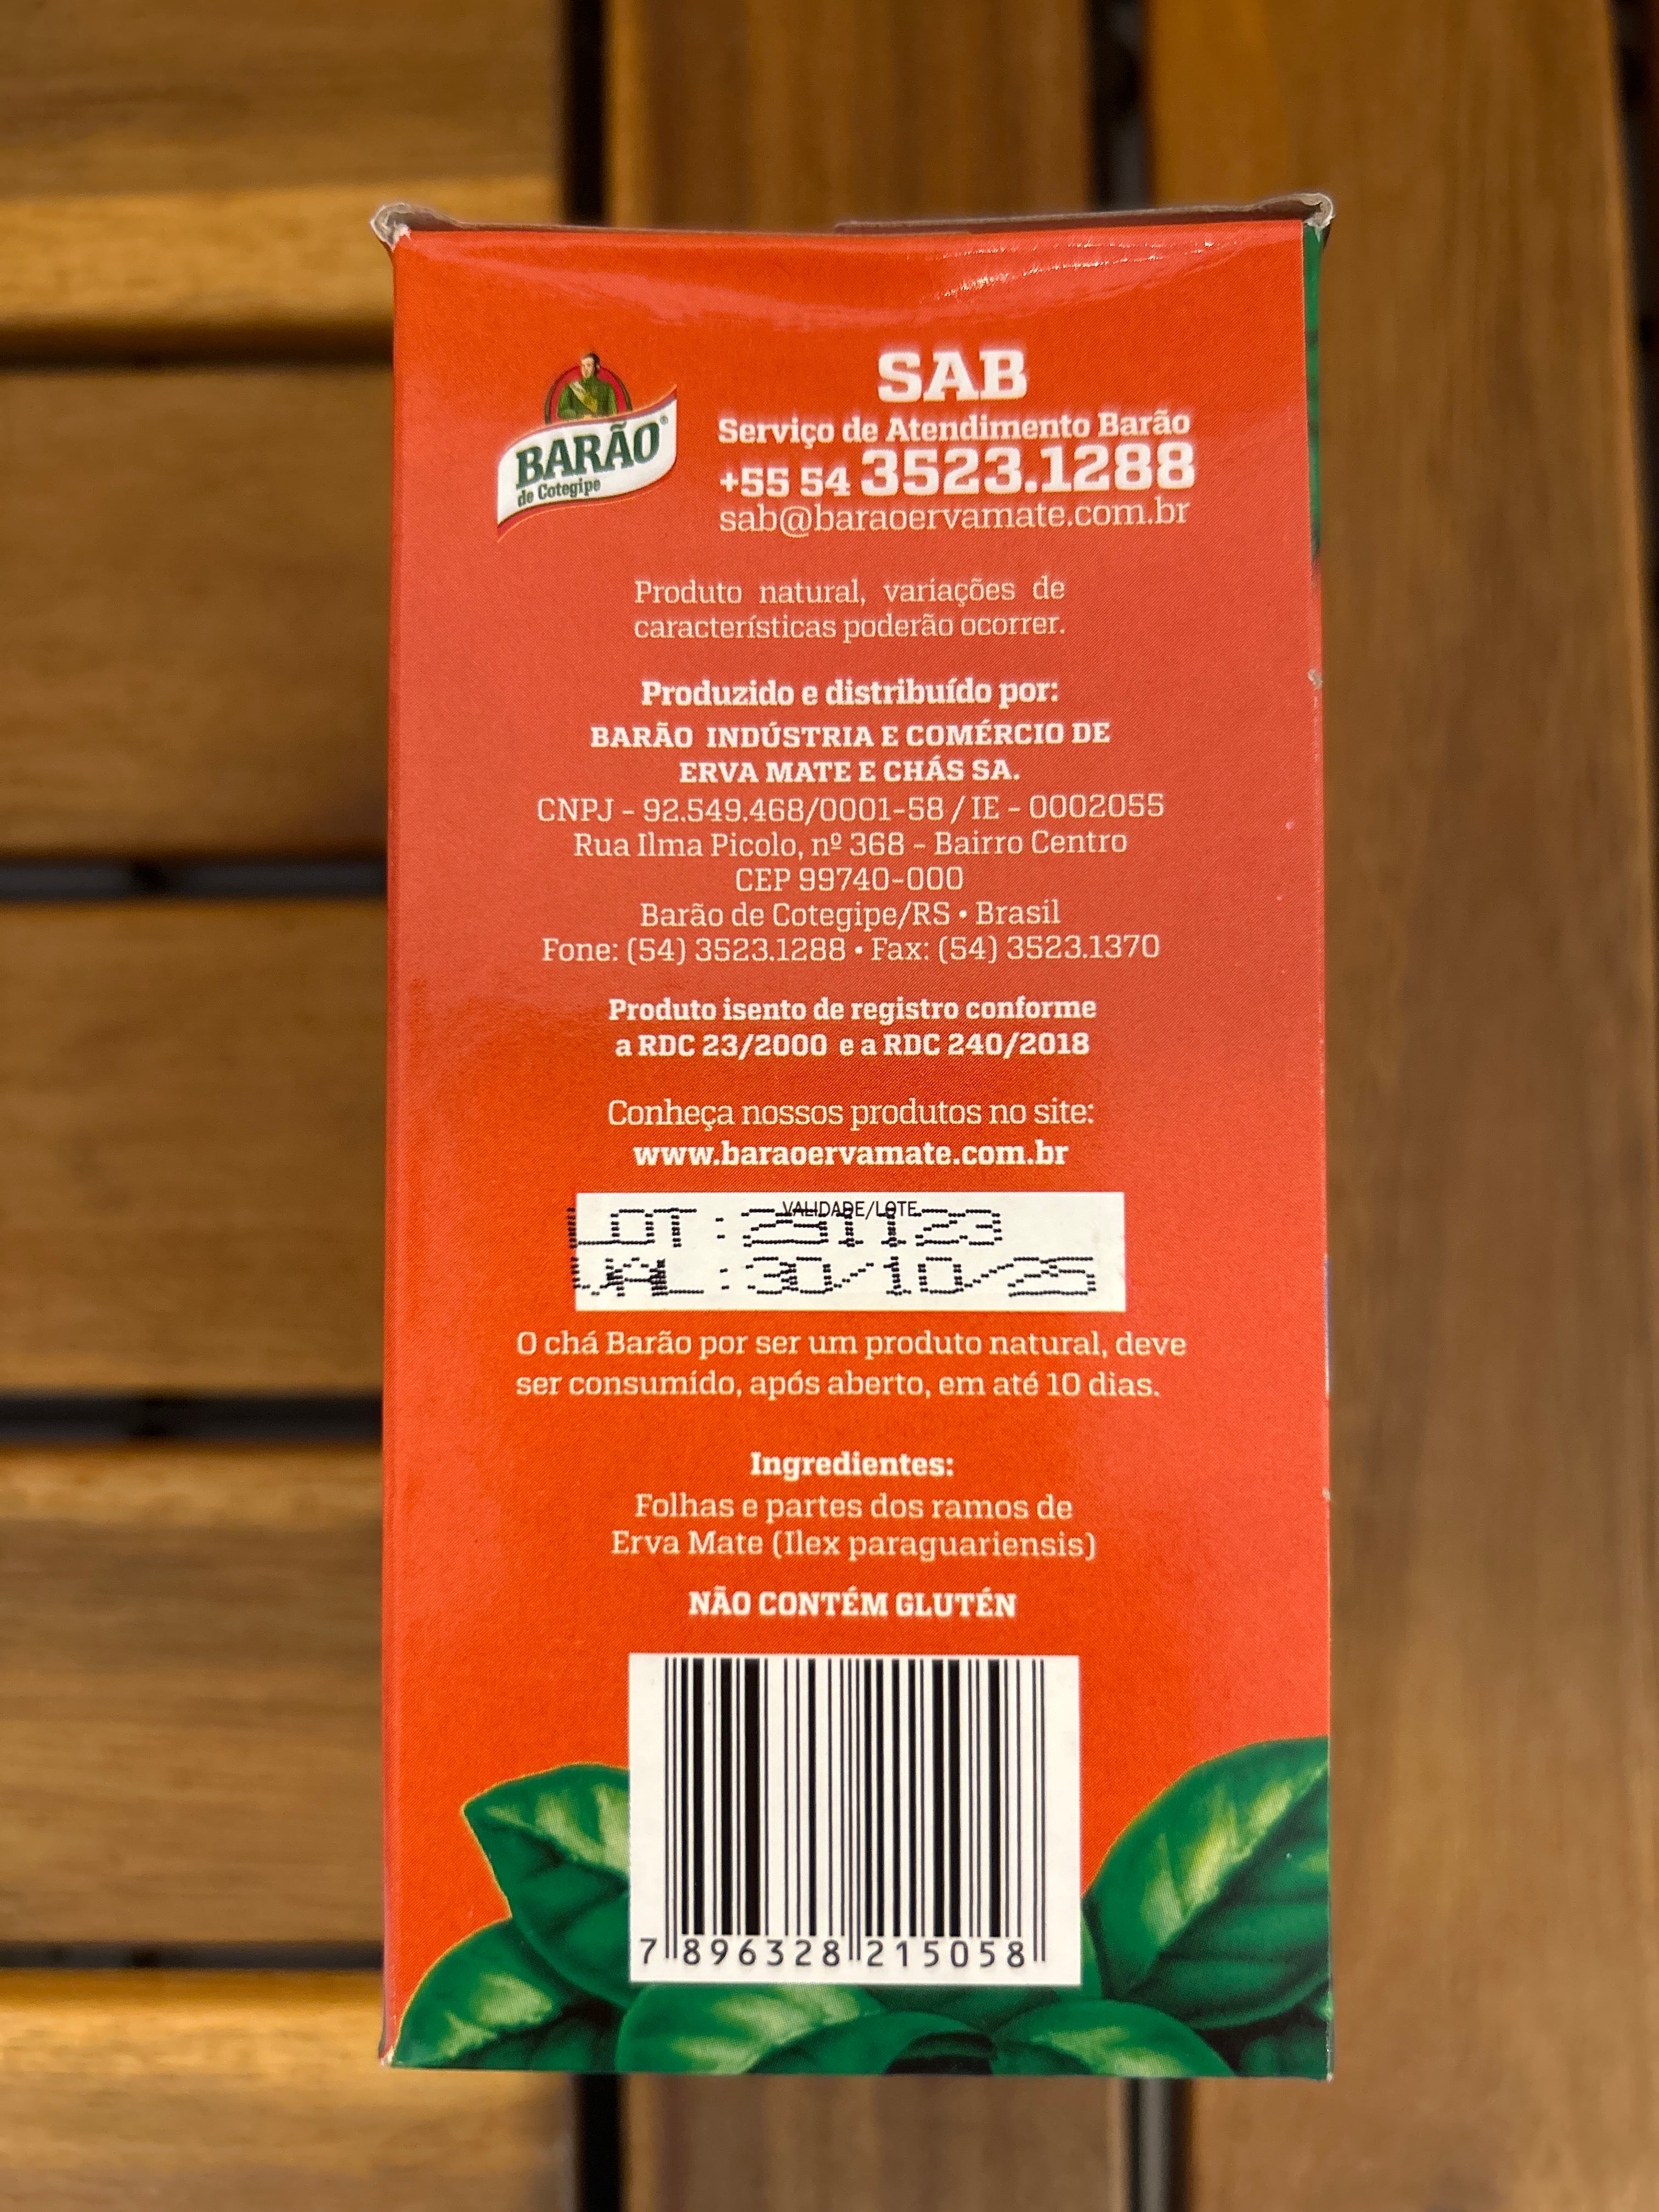 BARÃO®
de Cotegipe
SAB
Serviço de Atendimento Barão
+55 54 3523.1288
sab@baraoervamate.com.br
Produto natural, variações de
características poderão ocorrer.
Produzido e distribuído por:
BARÃO INDÚSTRIA E COMÉRCIO DE
ERVA MATE E CHÁS SA.
CNPJ - 92.549.468/0001-58 / IE - 0002055
Rua Ilma Picolo, nº 368 - Bairro Centro
CEP 99740-000
Barão de Cotegipe/RS • Brasil
Fone: (54) 3523.1288 • Fax: (54) 3523.1370
Produto isento de registro conforme
a RDC 23/2000 e a RDC 240/2018
Conheça nossos produtos no site:
www.baraoervamate.com.br
VALIDADE/LOTE
LOT:291123
VAL:30/10/25
O chá Barão por ser um produto natural, deve
ser consumído, após aberto, em até 10 dias.
Ingredientes:
Folhas e partes dos ramos de
Erva Mate (Ilex paraguariensis)
NÃO CONTÉM GLUTÉN
7 896328 215058